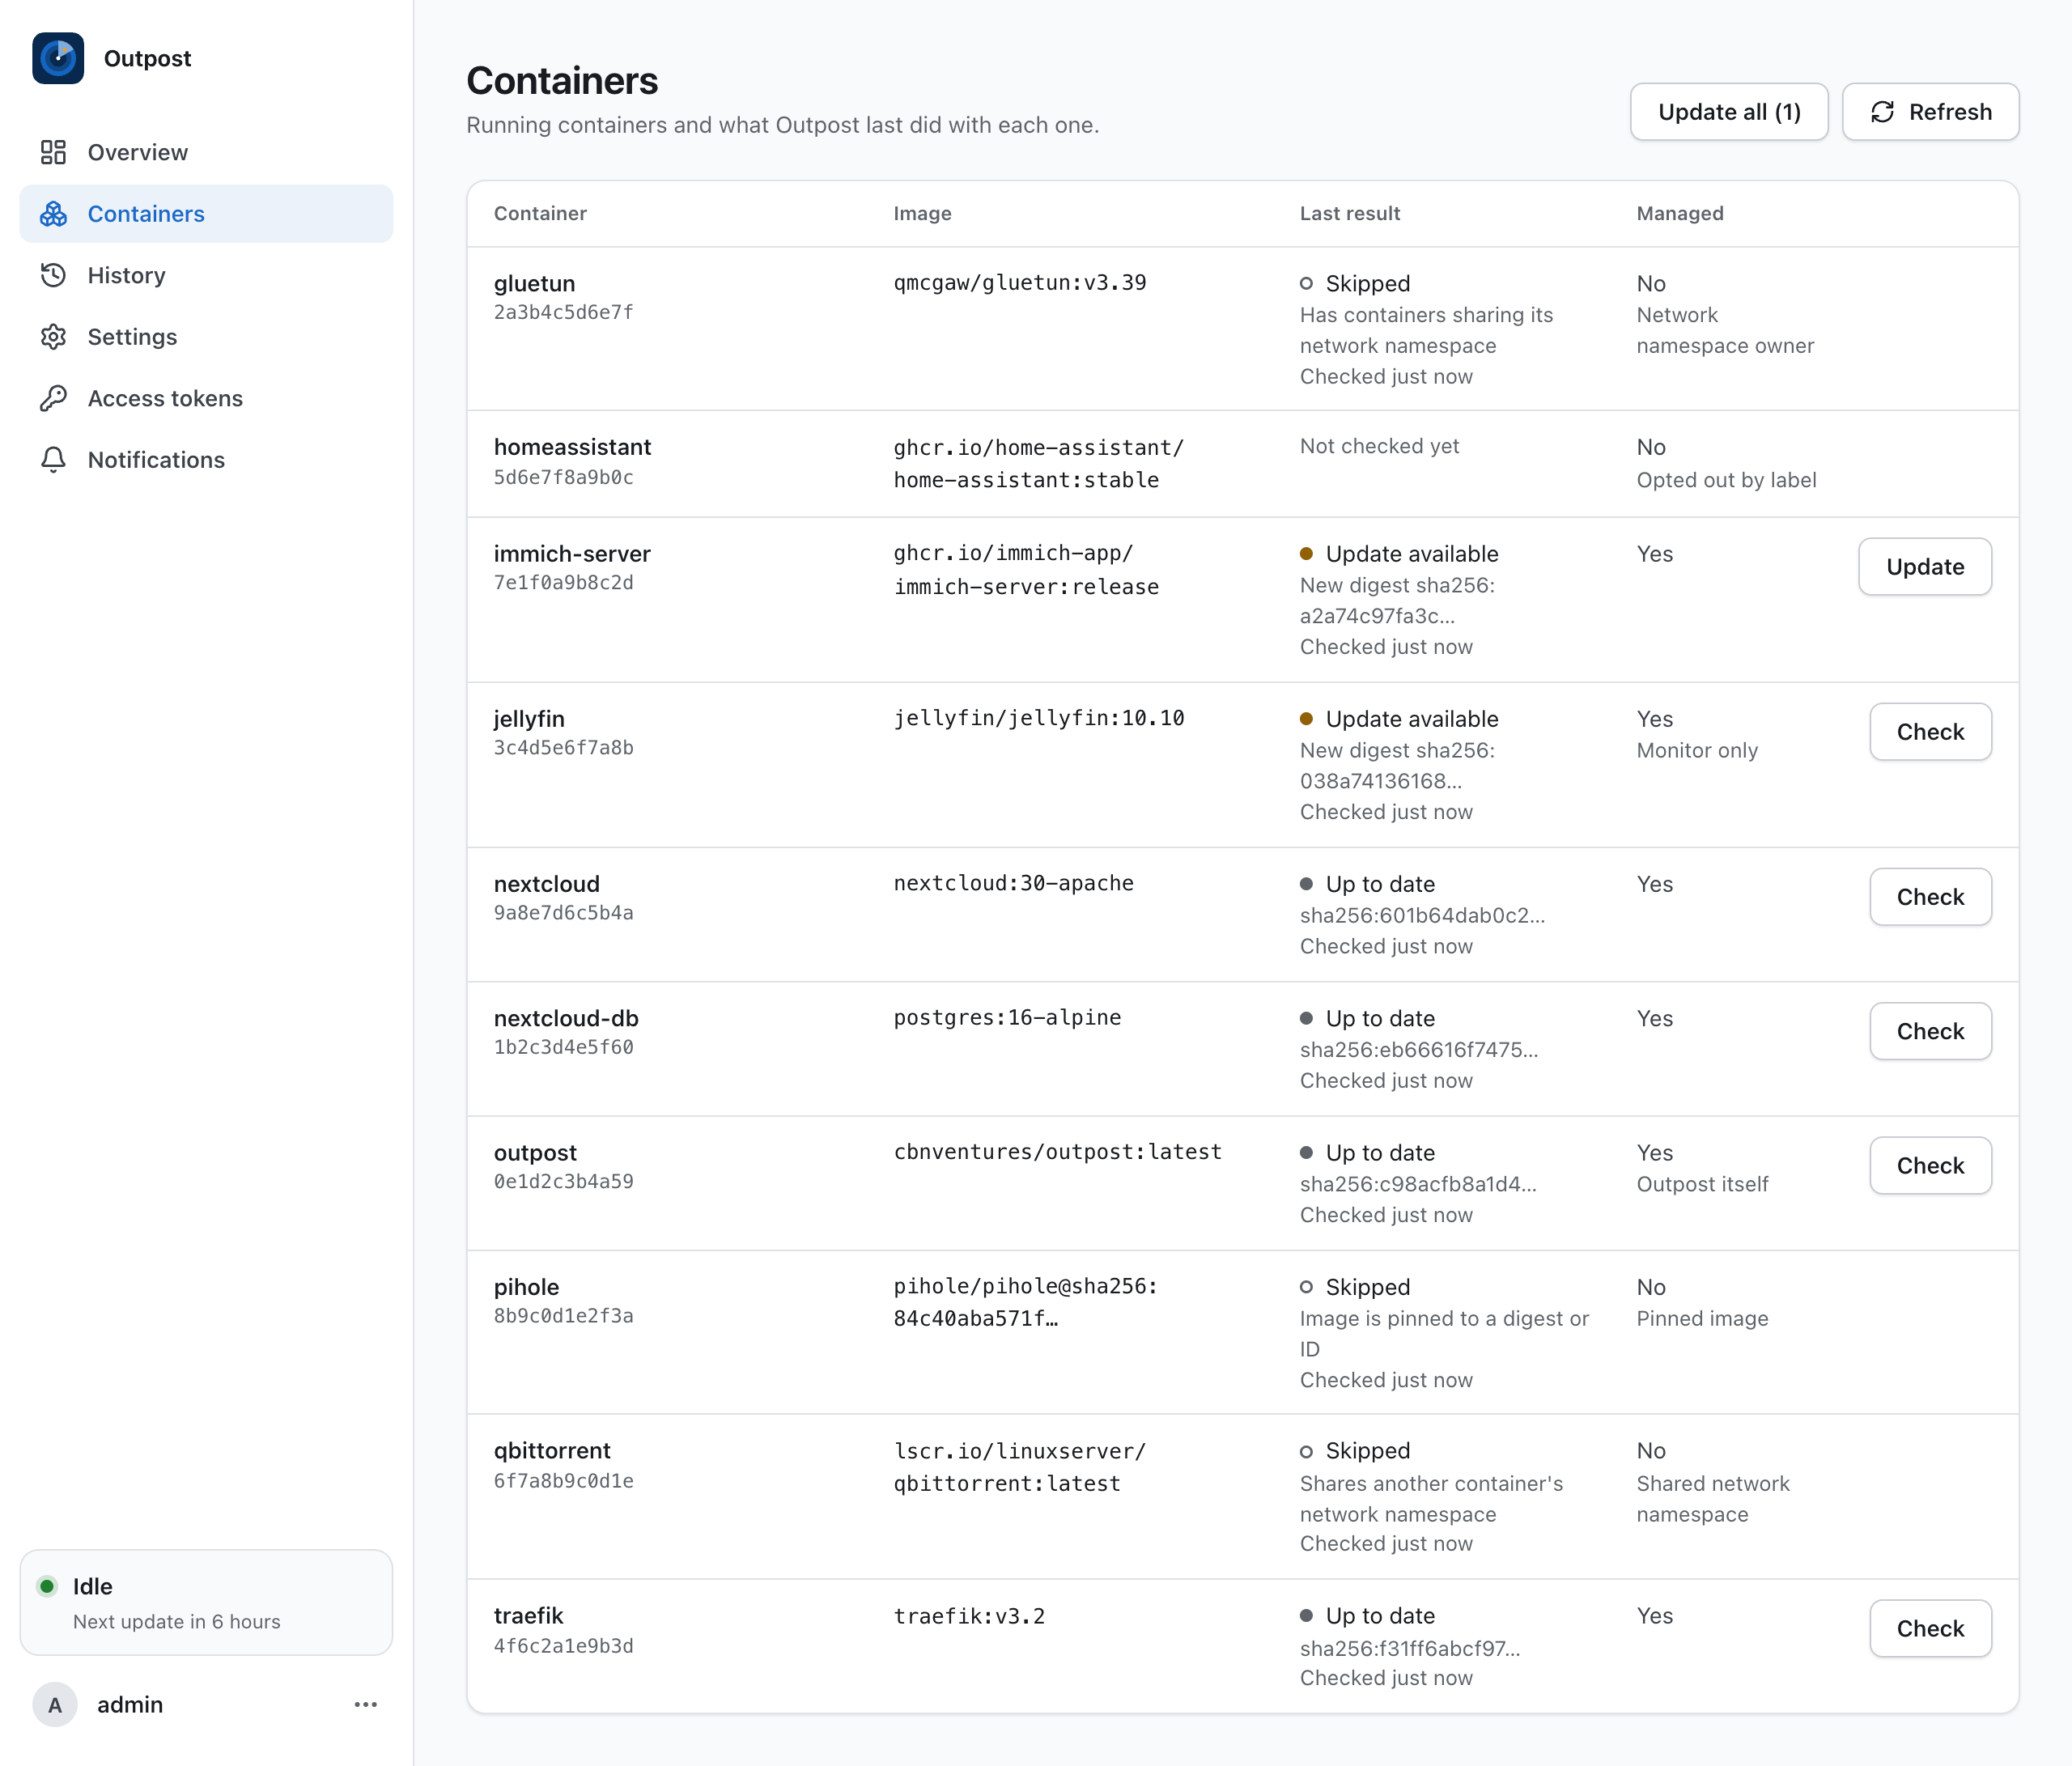 Outpost
Overview
Containers
History
Settings
Access tokens
Notifications
Idle
Next update in 6 hours
A
admin
Containers
Running containers and what Outpost last did with each one.
Update all (1)
Refresh
Container
Image
Last result
Managed
gluetun
2a3b4c5d6e7f
qmcgaw/gluetun:v3.39
Skipped
Has containers sharing its
network namespace
Checked just now
No
Network
namespace owner
homeassistant
5d6e7f8a9b0c
ghcr.io/home-assistant/
home-assistant:stable
Not checked yet
No
Opted out by label
immich-server
7e1f0a9b8c2d
ghcr.io/immich-app/
immich-server:release
Update available
New digest sha256:
a2a74c97fa3c…
Checked just now
Yes
Update
jellyfin
3c4d5e6f7a8b
jellyfin/jellyfin:10.10
Update available
New digest sha256:
038a74136168…
Checked just now
Yes
Monitor only
Check
nextcloud
9a8e7d6c5b4a
nextcloud:30-apache
Up to date
sha256:601b64dab0c2…
Checked just now
Yes
Check
nextcloud-db
1b2c3d4e5f60
postgres:16-alpine
Up to date
sha256:eb66616f7475…
Checked just now
Yes
Check
outpost
0e1d2c3b4a59
cbnventures/outpost:latest
Up to date
sha256:c98acfb8a1d4…
Checked just now
Yes
Outpost itself
Check
pihole
8b9c0d1e2f3a
pihole/pihole@sha256:
84c40aba571f…
Skipped
Image is pinned to a digest or
ID
Checked just now
No
Pinned image
qbittorrent
6f7a8b9c0d1e
lscr.io/linuxserver/
qbittorrent:latest
Skipped
Shares another container's
network namespace
Checked just now
No
Shared network
namespace
traefik
4f6c2a1e9b3d
traefik:v3.2
Up to date
sha256:f31ff6abcf97…
Checked just now
Yes
Check